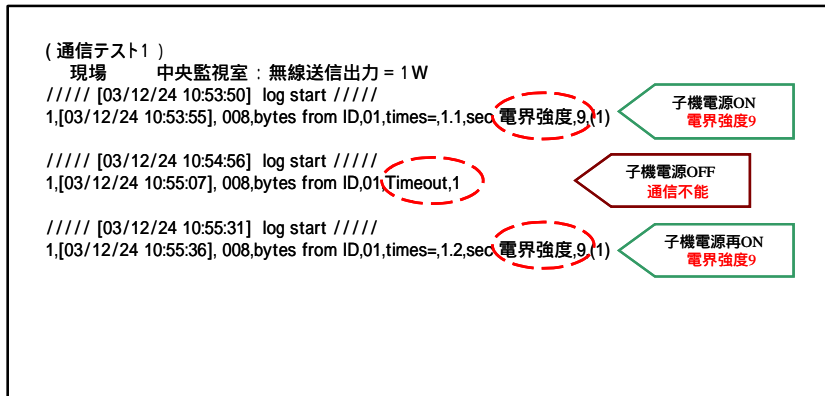 (通信テスト1 )
現場 中央監視室 : 無線送信出力 = 1W
///// [03/12/24 10:53:50] log start /////
1,[03/12/24 10:53:55], 008,bytes from ID,01,times=,1.1,sec 電界強度,9,(1)
子機電源ON
電界強度9
///// [03/12/24 10:54:56] log start /////
1,[03/12/24 10:55:07], 008,bytes from ID,01,Timeout,1
子機電源OFF
通信不能
///// [03/12/24 10:55:31] log start /////
1,[03/12/24 10:55:36], 008,bytes from ID,01,times=,1.2,sec 電界強度,9,(1)
子機電源再ON
電界強度9